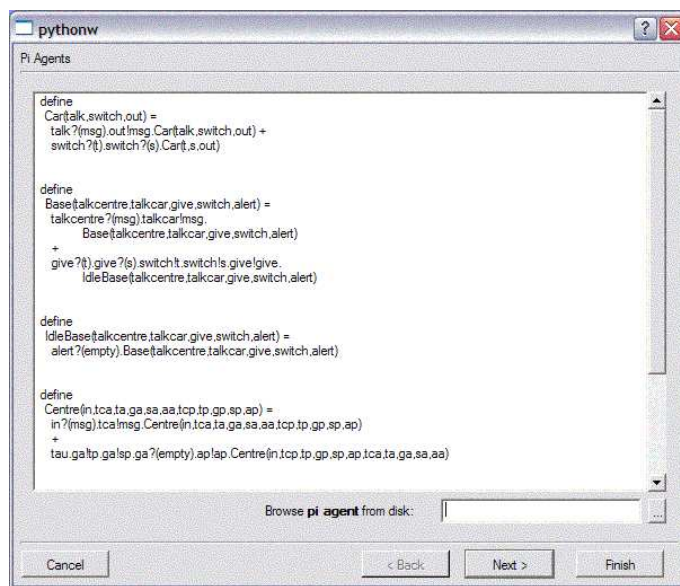 pythonw
Pi Agents
define
Car(talk,switch,out) =
talk?(msg).out!msg.Car(talk,switch,out) +
switch?(t).switch?(s).Car(t,s,out)
define
Base(talkcentre,talkcar,give,switch,alert) =
talkcentre?(msg).talkcar!msg.
Base(talkcentre,talkcar,give,switch,alert)
+
give?(t).give?(s).switch!t.switch!s.give!give.
IdleBase(talkcentre,talkcar,give,switch,alert)
define
IdleBase(talkcentre,talkcar,give,switch,alert) =
alert?(empty).Base(talkcentre,talkcar,give,switch,alert)
define
Centre(in,tca,ta,ga,sa,aa,tcp,tp,gp,sp,ap) =
in?(msg).tca!msg.Centre(in,tca,ta,ga,sa,aa,tcp,tp,gp,sp,ap)
+
tau.ga!tp.ga!sp.ga?(empty).ap!ap.Centre(in,tcp,tp,gp,sp,ap,tca,ta,ga,sa,aa)
Browse pi agent from disk:
...
Cancel
< Back
Next >
Finish